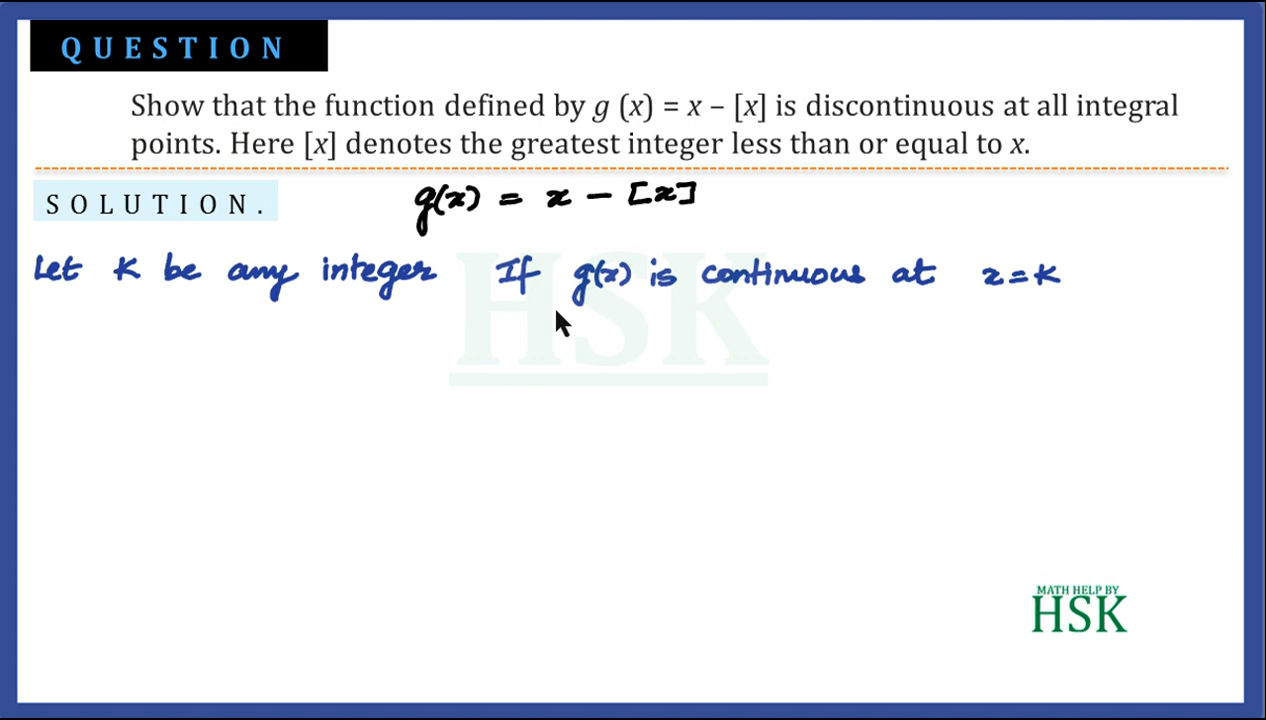 QUESTION
Show that the function defined by g (x) = x – [x] is discontinuous at all integral
points. Here [x] denotes the greatest integer less than or equal to x.
SOLUTION.
g(x) = x – [x]
Let K be any integer If g(x) is continuous at x=K
HSK
MATH HELP BY
HSK